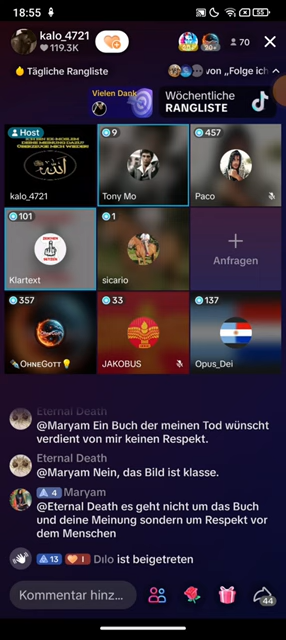 18:55
55
kalo_4721
119.3K
30+
70
Tägliche Rangliste
von „Folge ich
Vielen Dank
Wöchentliche
RANGLISTE
Host
kalo_4721
9
Tony Mo
457
Paco
101
Klartext
1
sicario
Anfragen
357
OHNEGOTT
33
JAKOBUS
137
Opus_Dei
Eternal Death
@Maryam Ein Buch der meinen Tod wünscht
verdient von mir keinen Respekt.
Eternal Death
@Maryam Nein, das Bild ist klasse.
4 Maryam
@Eternal Death es geht nicht um das Buch
und deine Meinung sondern um Respekt vor
dem Menschen
13 I Dılo ist beigetreten
Kommentar hinz...
44